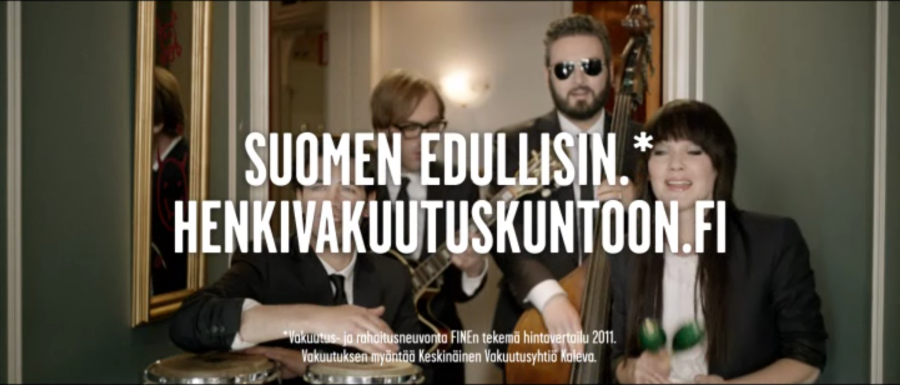 SUOMEN EDULLISIN.*
HENKIVAKUUTUSKUNTOON.FI
*Vakuutus- ja rahoitusneuvonta FINEn tekemä hintavertailu 2011.
Vakuutuksen myöntää Keskinäinen Vakuutusyhtiö Kaleva.